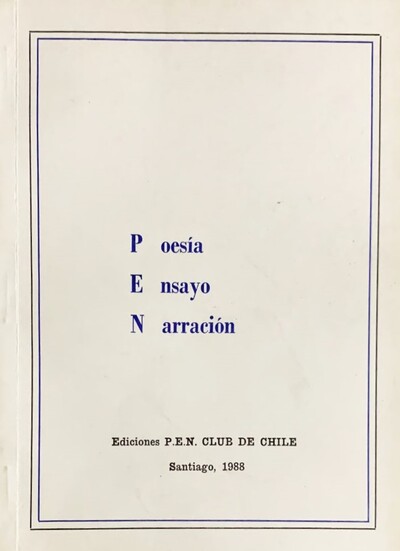 P oesía
E nsayo
N arración
Ediciones P.E.N. CLUB DE CHILE
Santiago, 1988